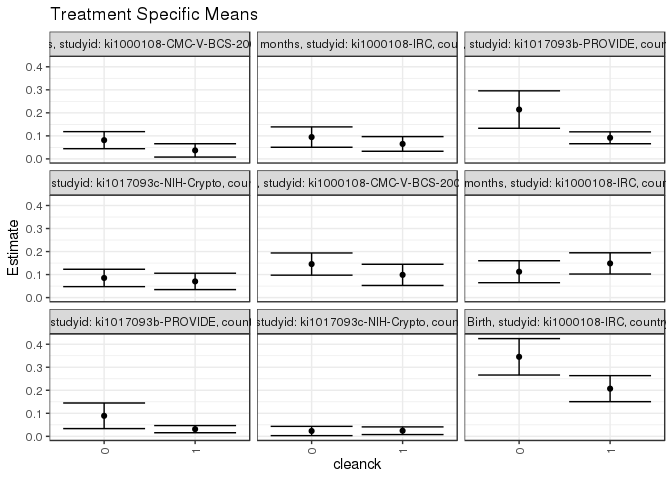 Treatment Specific Means
s, studyid: ki1000108-CMC-V-BCS-20
months, studyid: ki1000108-IRC, cou
, studyid: ki1017093b-PROVIDE, coun
0.4
0.3
0.2
0.1
0.0
studyid: ki1017093c-NIH-Crypto, coun
, studyid: ki1000108-CMC-V-BCS-200
months, studyid: ki1000108-IRC, coun
0.4
0.3
0.2
0.1
0.0
studyid: ki1017093b-PROVIDE, count
studyid: ki1017093c-NIH-Crypto, coun
Birth, studyid: ki1000108-IRC, country
0.4
0.3
0.2
0.1
0.0
Estimate
0
1
0
1
0
1
cleanck